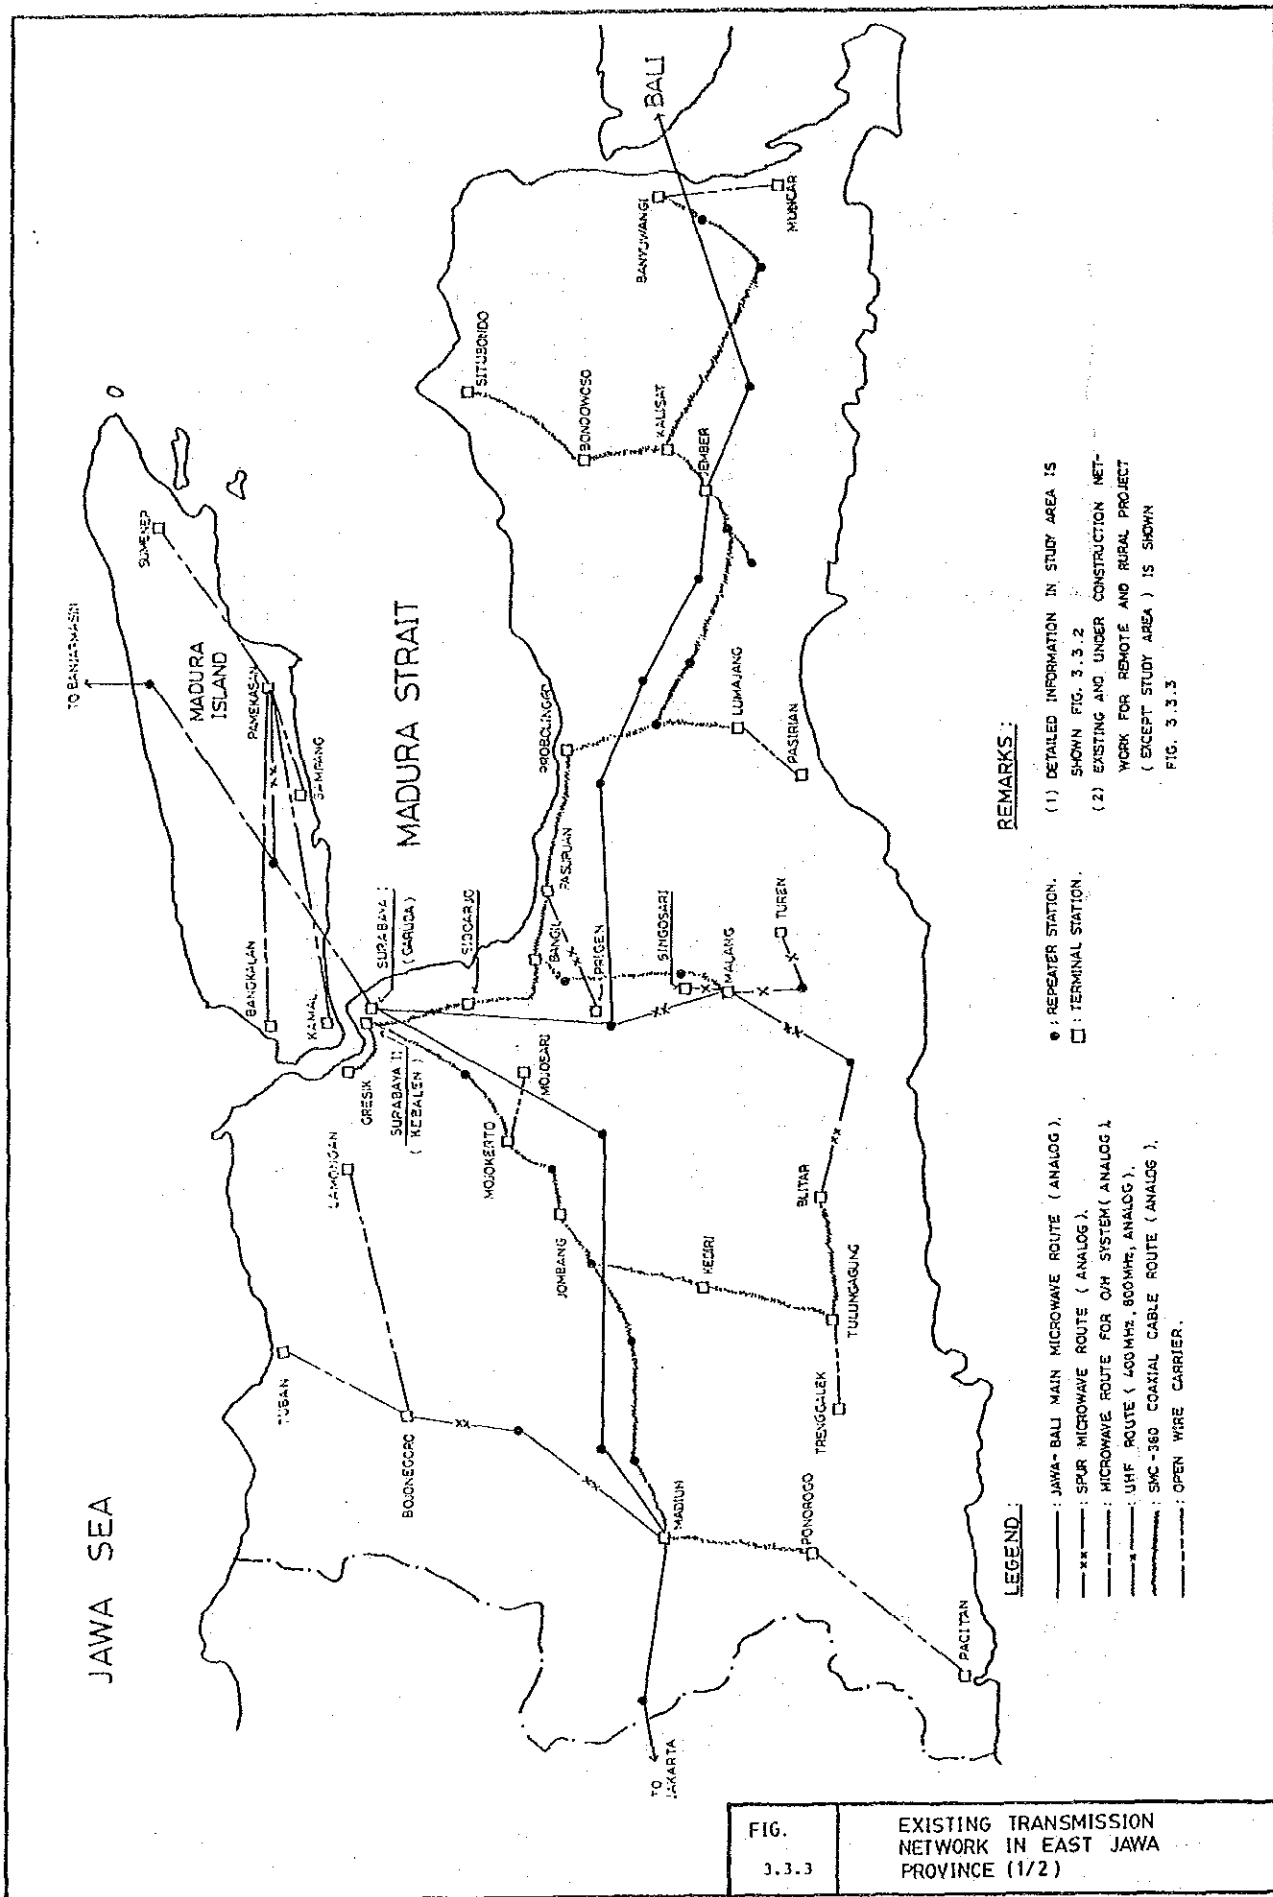 JAWA SEA
MADURA STRAIT
MADURA
ISLAND
TO BANJARMASIN
SUMENEP
PAMEKASAN
SAMPANG
BANGKALAN
KAMAL
GRESIK
SURABAYA I
( GARUDA )
SURABAYA II
( KEBALEN )
SIDOARJO
LAMONGAN
TUBAN
BOJONEGORO
MOJOKERTO
MOJOSARI
JOMBANG
KEDIRI
BLITAR
TULUNGAGUNG
TRENGGALEK
MADIUN
PONOROGO
PACITAN
TO
JAKARTA
BANGIL
PASURUAN
PRIGEN
SINGOSARI
MALANG
TUREN
PROBOLINGGO
LUMAJANG
PASIRIAN
JEMBER
KALISAT
BONDOWOSO
SITUBONDO
BANYUWANGI
MUNCAR
BALI
LEGEND :
: JAWA-BALI MAIN MICROWAVE ROUTE ( ANALOG ).
: SPUR MICROWAVE ROUTE ( ANALOG ).
: MICROWAVE ROUTE FOR O/H SYSTEM ( ANALOG ).
: UHF ROUTE ( 400MHz, 800MHz, ANALOG ).
: SMC-360 COAXIAL CABLE ROUTE ( ANALOG ).
: OPEN WIRE CARRIER.
: REPEATER STATION.
: TERMINAL STATION.
REMARKS :
(1) DETAILED INFORMATION IN STUDY AREA IS
SHOWN FIG. 3.3.2
(2) EXISTING AND UNDER CONSTRUCTION NET-
WORK FOR REMOTE AND RURAL PROJECT
( EXCEPT STUDY AREA ) IS SHOWN
FIG. 3.3.3
FIG.
3.3.3
EXISTING TRANSMISSION
NETWORK IN EAST JAWA
PROVINCE (1/2)